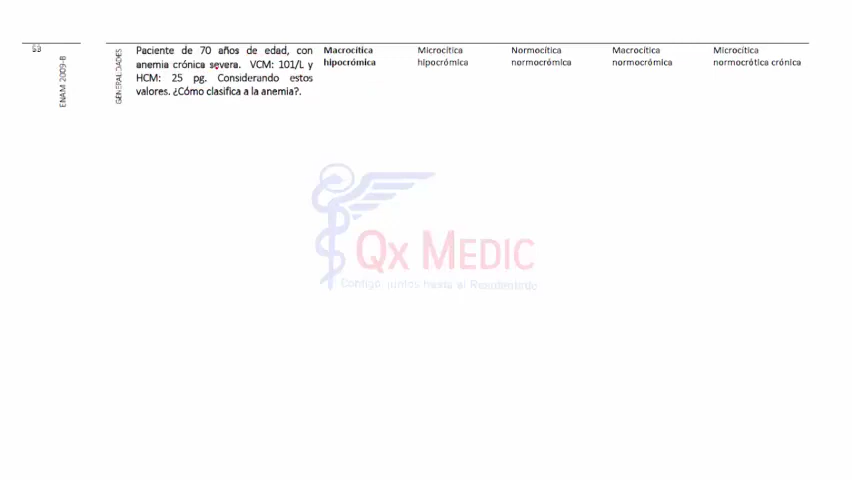 53
ENAM 2009-B
GENERALIDADES
Paciente de 70 años de edad, con
anemia crónica severa. VCM: 101/L y
HCM: 25 pg. Considerando estos
valores. ¿Cómo clasifica a la anemia?.
Macrocítica
hipocrómica
Microcítica
hipocrómica
Normocítica
normocrómica
Macrocítica
normocrómica
Microcítica
normocrótica crónica
QX MEDIC
Contigo, juntos hasta el Residentado